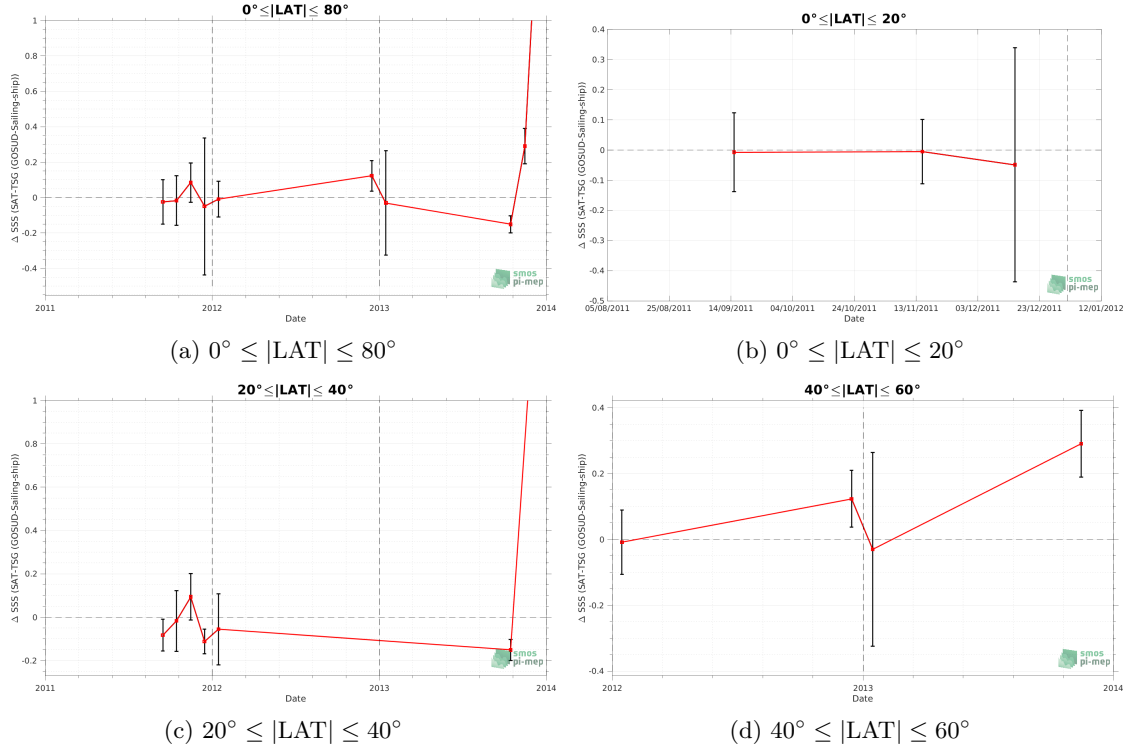 0°≤|LAT|≤ 80°
Δ SSS (SAT-TSG (GOSUD-Sailing-ship))
1
0.8
0.6
0.4
0.2
0
-0.2
-0.4
2011
2012
2013
2014
Date
smos
pi-mep
(a) 0° ≤ |LAT| ≤ 80°
0°≤|LAT|≤ 20°
Δ SSS (SAT-TSG (GOSUD-Sailing-ship))
0.4
0.3
0.2
0.1
0
-0.1
-0.2
-0.3
-0.4
-0.5
05/08/2011
25/08/2011
14/09/2011
04/10/2011
24/10/2011
13/11/2011
03/12/2011
23/12/2011
12/01/2012
Date
smos
pi-mep
(b) 0° ≤ |LAT| ≤ 20°
20°≤|LAT|≤ 40°
Δ SSS (SAT-TSG (GOSUD-Sailing-ship))
1
0.8
0.6
0.4
0.2
0
-0.2
2011
2012
2013
2014
Date
smos
pi-mep
(c) 20° ≤ |LAT| ≤ 40°
40°≤|LAT|≤ 60°
Δ SSS (SAT-TSG (GOSUD-Sailing-ship))
0.4
0.2
0
-0.2
-0.4
2012
2013
2014
Date
smos
pi-mep
(d) 40° ≤ |LAT| ≤ 60°